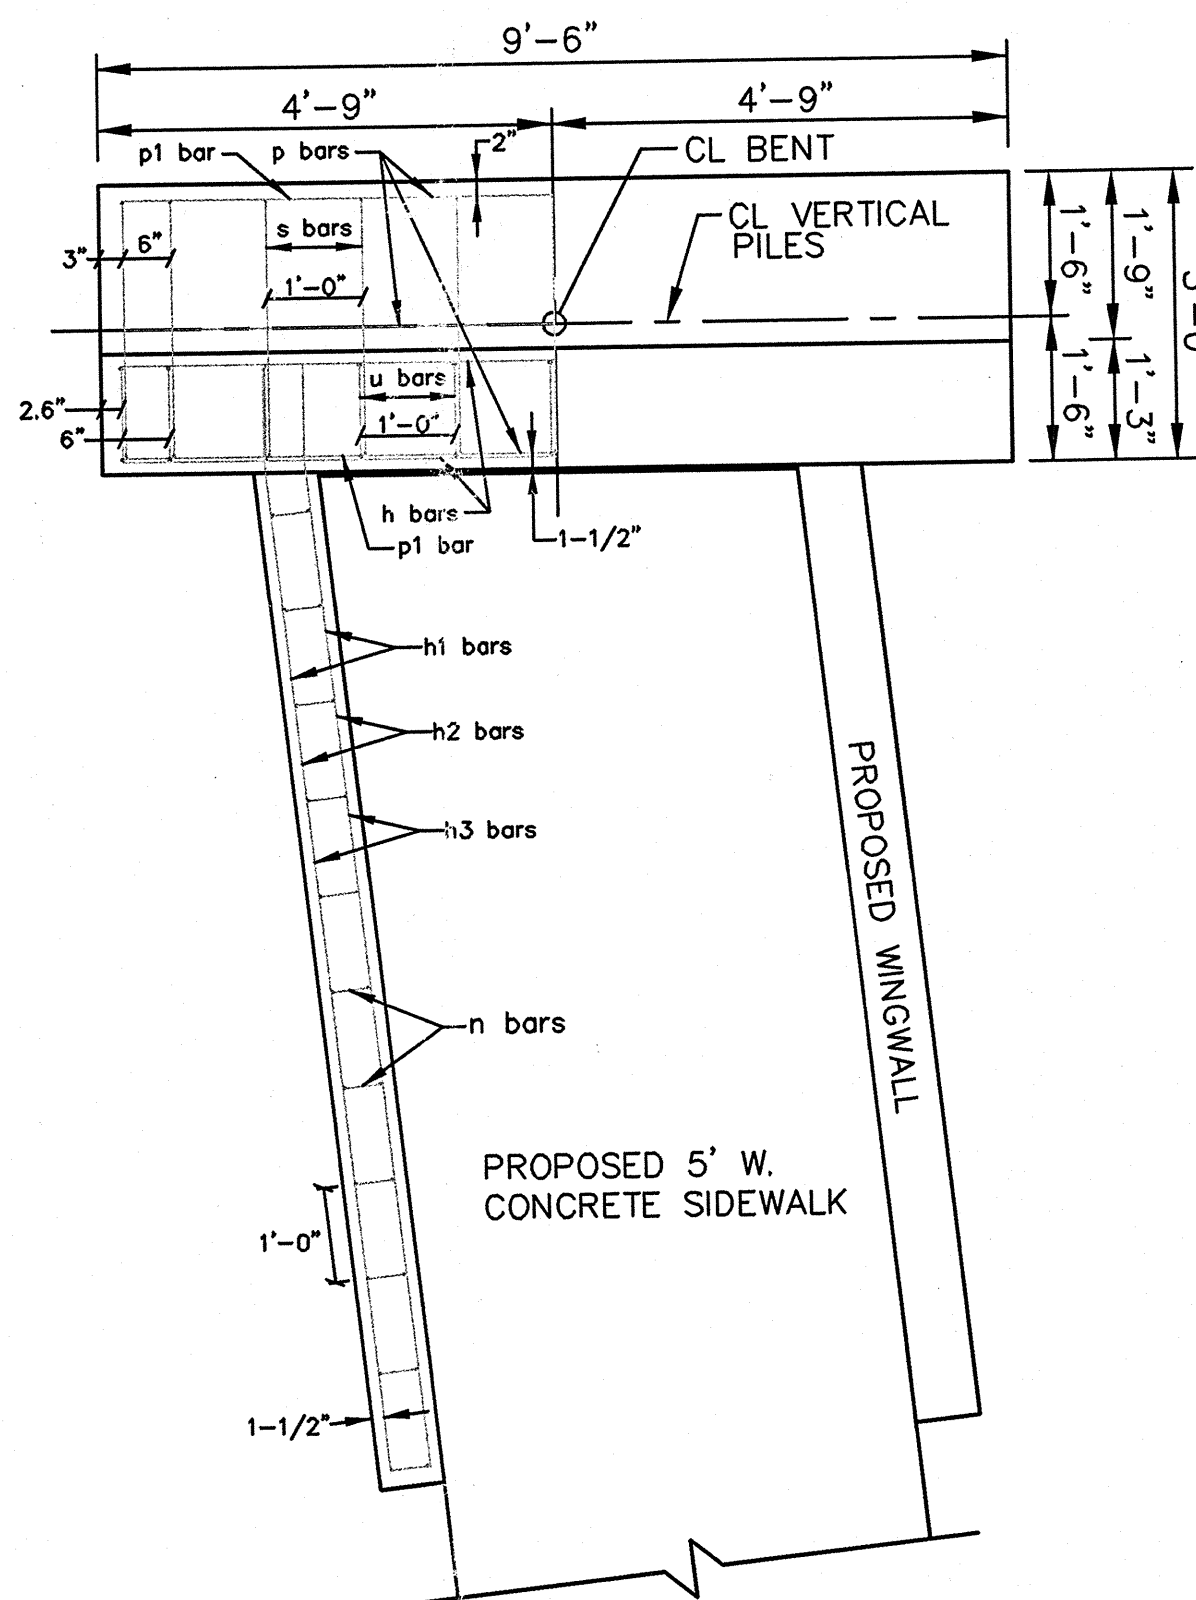 9'-6"
4'-9"
4'-9"
2"
p1 bar
p bars
CL BENT
CL VERTICAL
PILES
s bars
3"
6"
1'-0"
1'-6"
1'-9"
1'-6"
1'-3"
u bars
2.6"
6"
1'-0"
h bars
p1 bar
1-1/2"
h1 bars
h2 bars
h3 bars
n bars
PROPOSED WINGWALL
PROPOSED 5' W.
CONCRETE SIDEWALK
1'-0"
1-1/2"